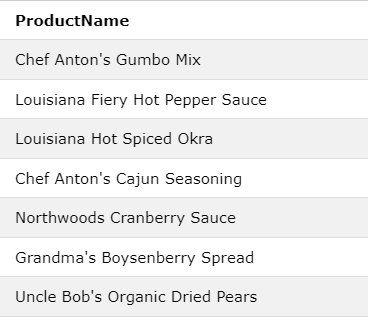 ProductName
Chef Anton's Gumbo Mix
Louisiana Fiery Hot Pepper Sauce
Louisiana Hot Spiced Okra
Chef Anton's Cajun Seasoning
Northwoods Cranberry Sauce
Grandma's Boysenberry Spread
Uncle Bob's Organic Dried Pears